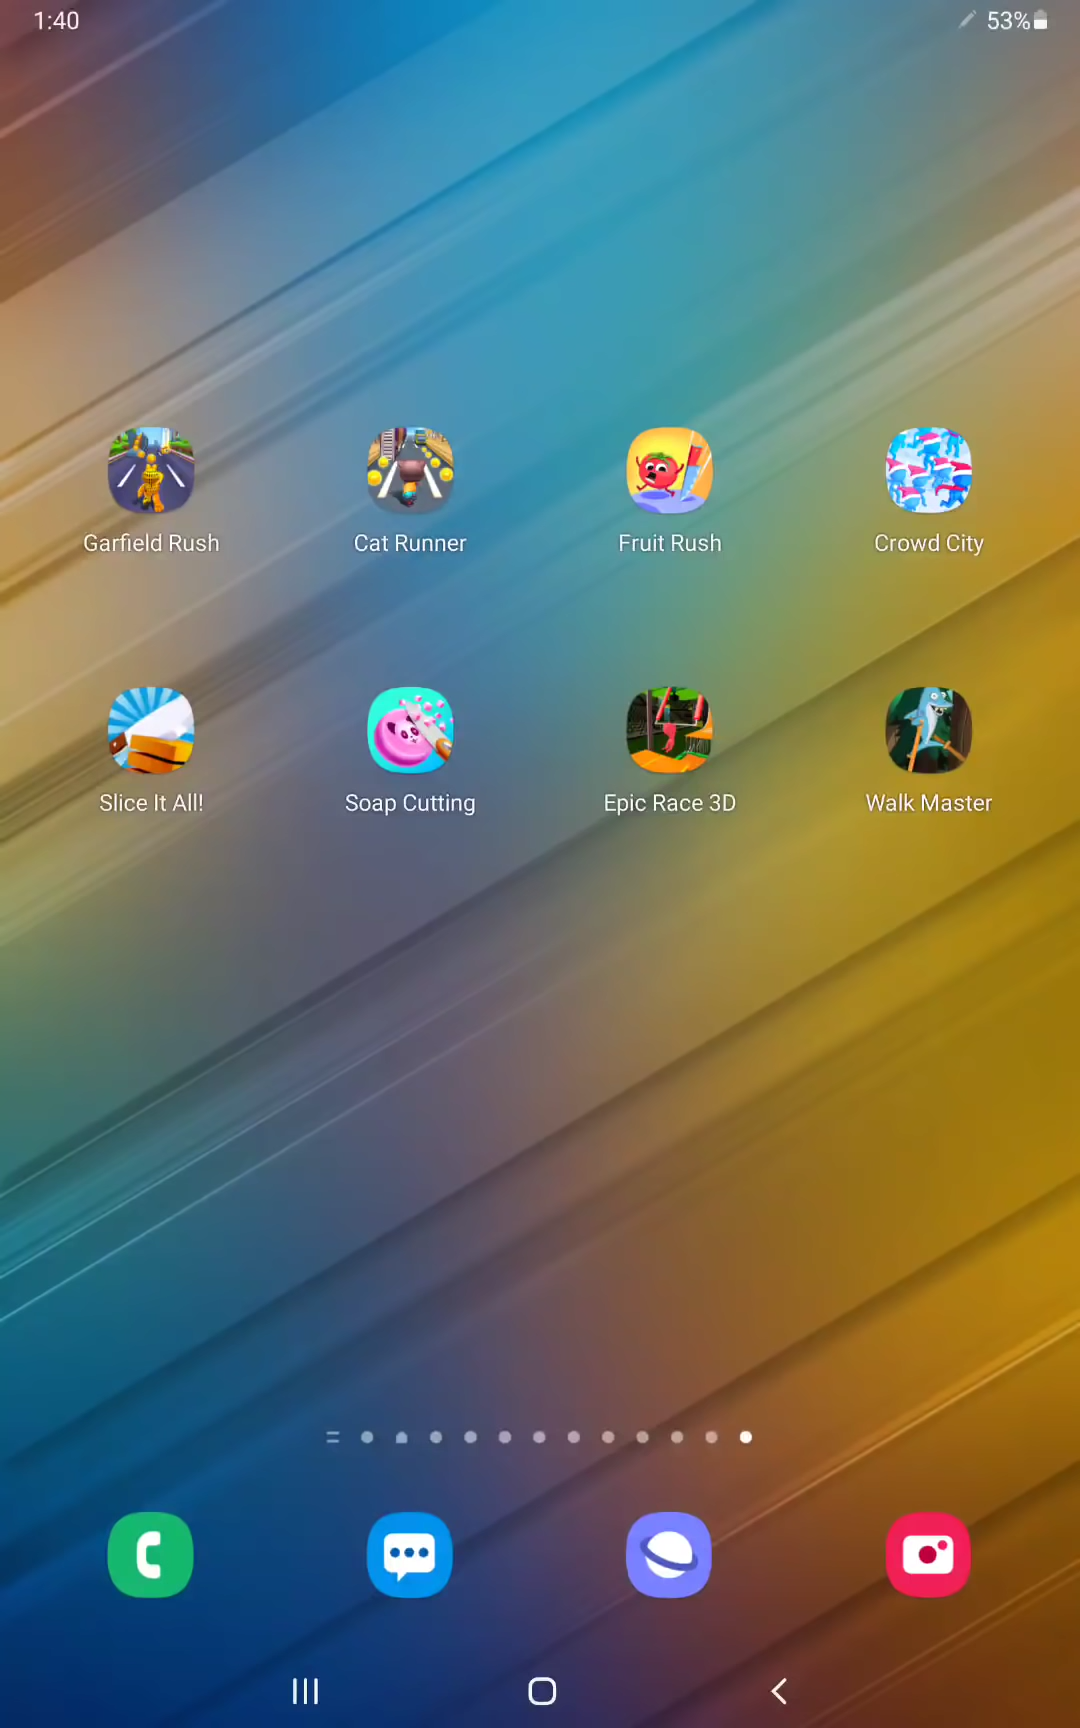 1:40
53%
Garfield Rush
Cat Runner
Fruit Rush
Crowd City
Slice It All!
Soap Cutting
Epic Race 3D
Walk Master